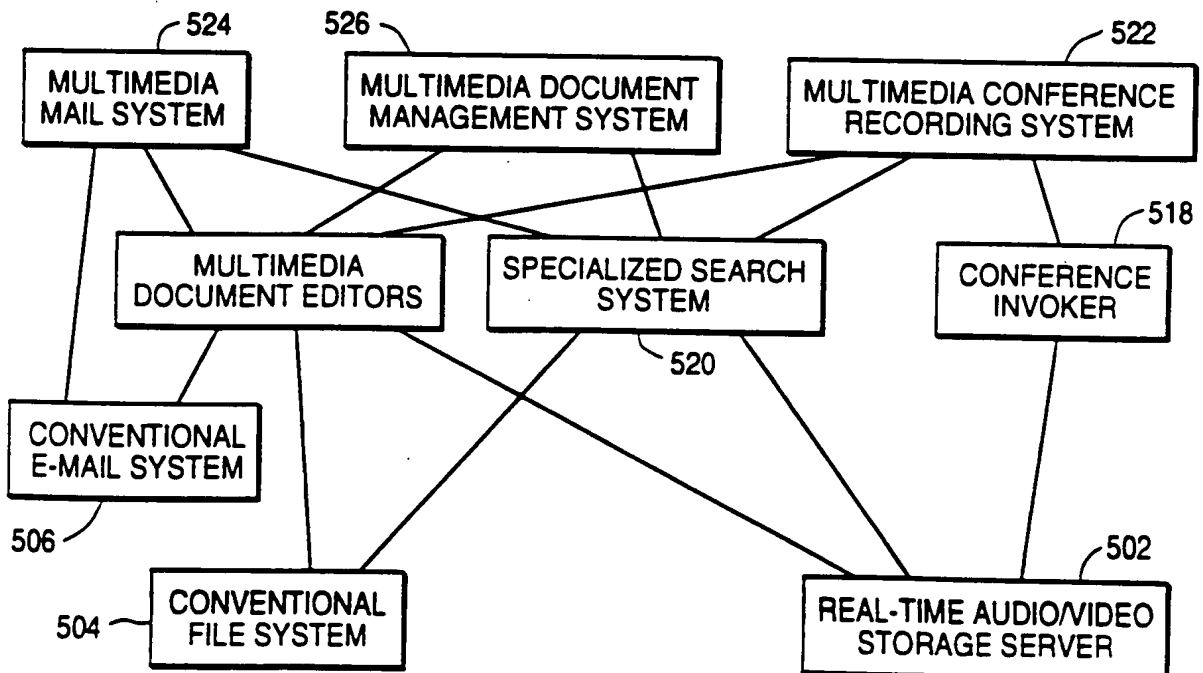 524
526
522
MULTIMEDIA
MAIL SYSTEM
MULTIMEDIA DOCUMENT
MANAGEMENT SYSTEM
MULTIMEDIA CONFERENCE
RECORDING SYSTEM
518
MULTIMEDIA
DOCUMENT EDITORS
SPECIALIZED SEARCH
SYSTEM
CONFERENCE
INVOKER
520
CONVENTIONAL
E-MAIL SYSTEM
506
502
504
CONVENTIONAL
FILE SYSTEM
REAL-TIME AUDIO/VIDEO
STORAGE SERVER